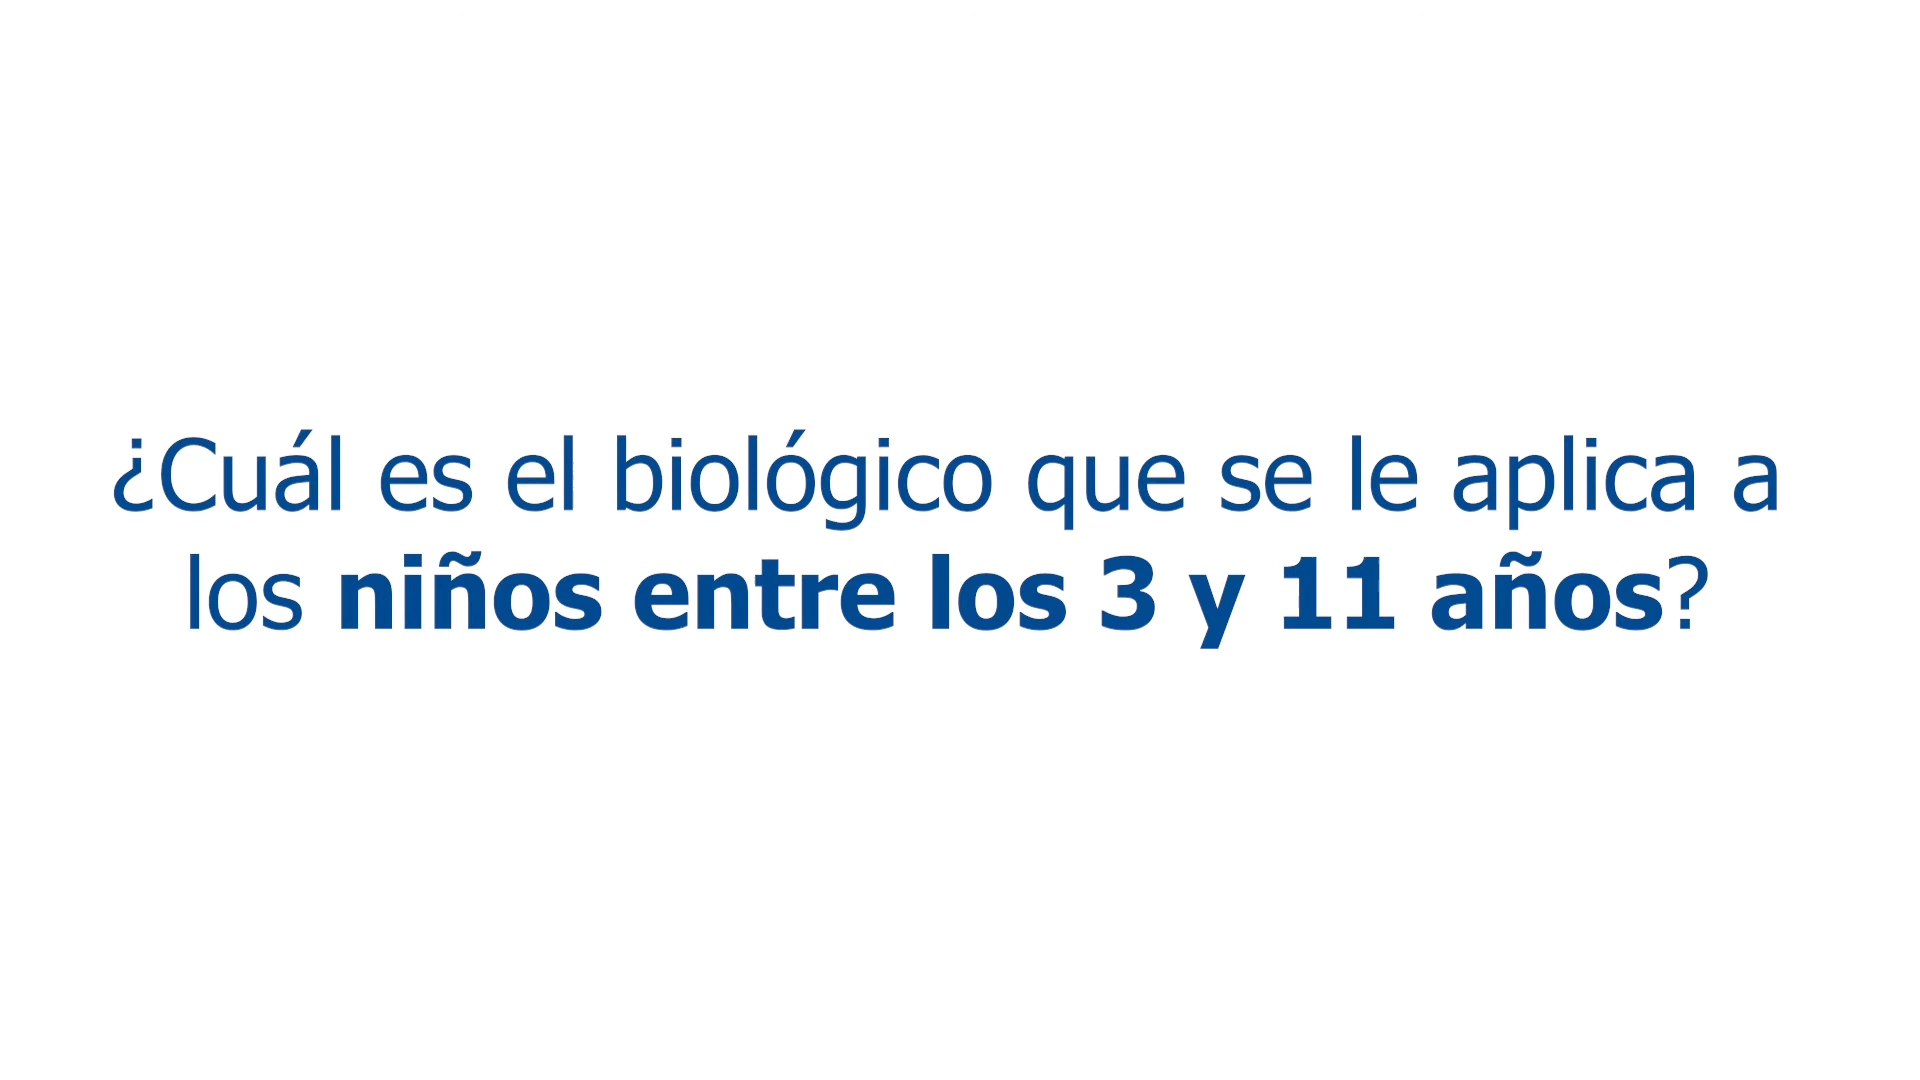 ¿Cuál es el biológico que se le aplica a
los niños entre los 3 y 11 años?